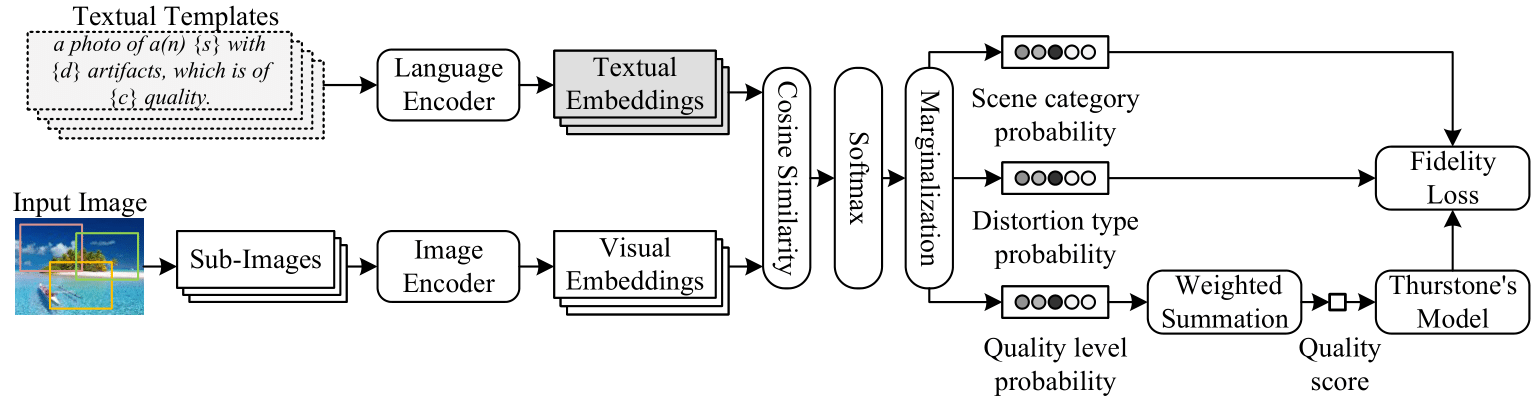 Textual Templates
a photo of a(n) {s} with
{d} artifacts, which is of
{c} quality.
Language
Encoder
Textual
Embeddings
Input Image
Sub-Images
Image
Encoder
Visual
Embeddings
Cosine Similarity
Softmax
Marginalization
Scene category
probability
Distortion type
probability
Quality level
probability
Weighted
Summation
Quality
score
Thurstone's
Model
Fidelity
Loss